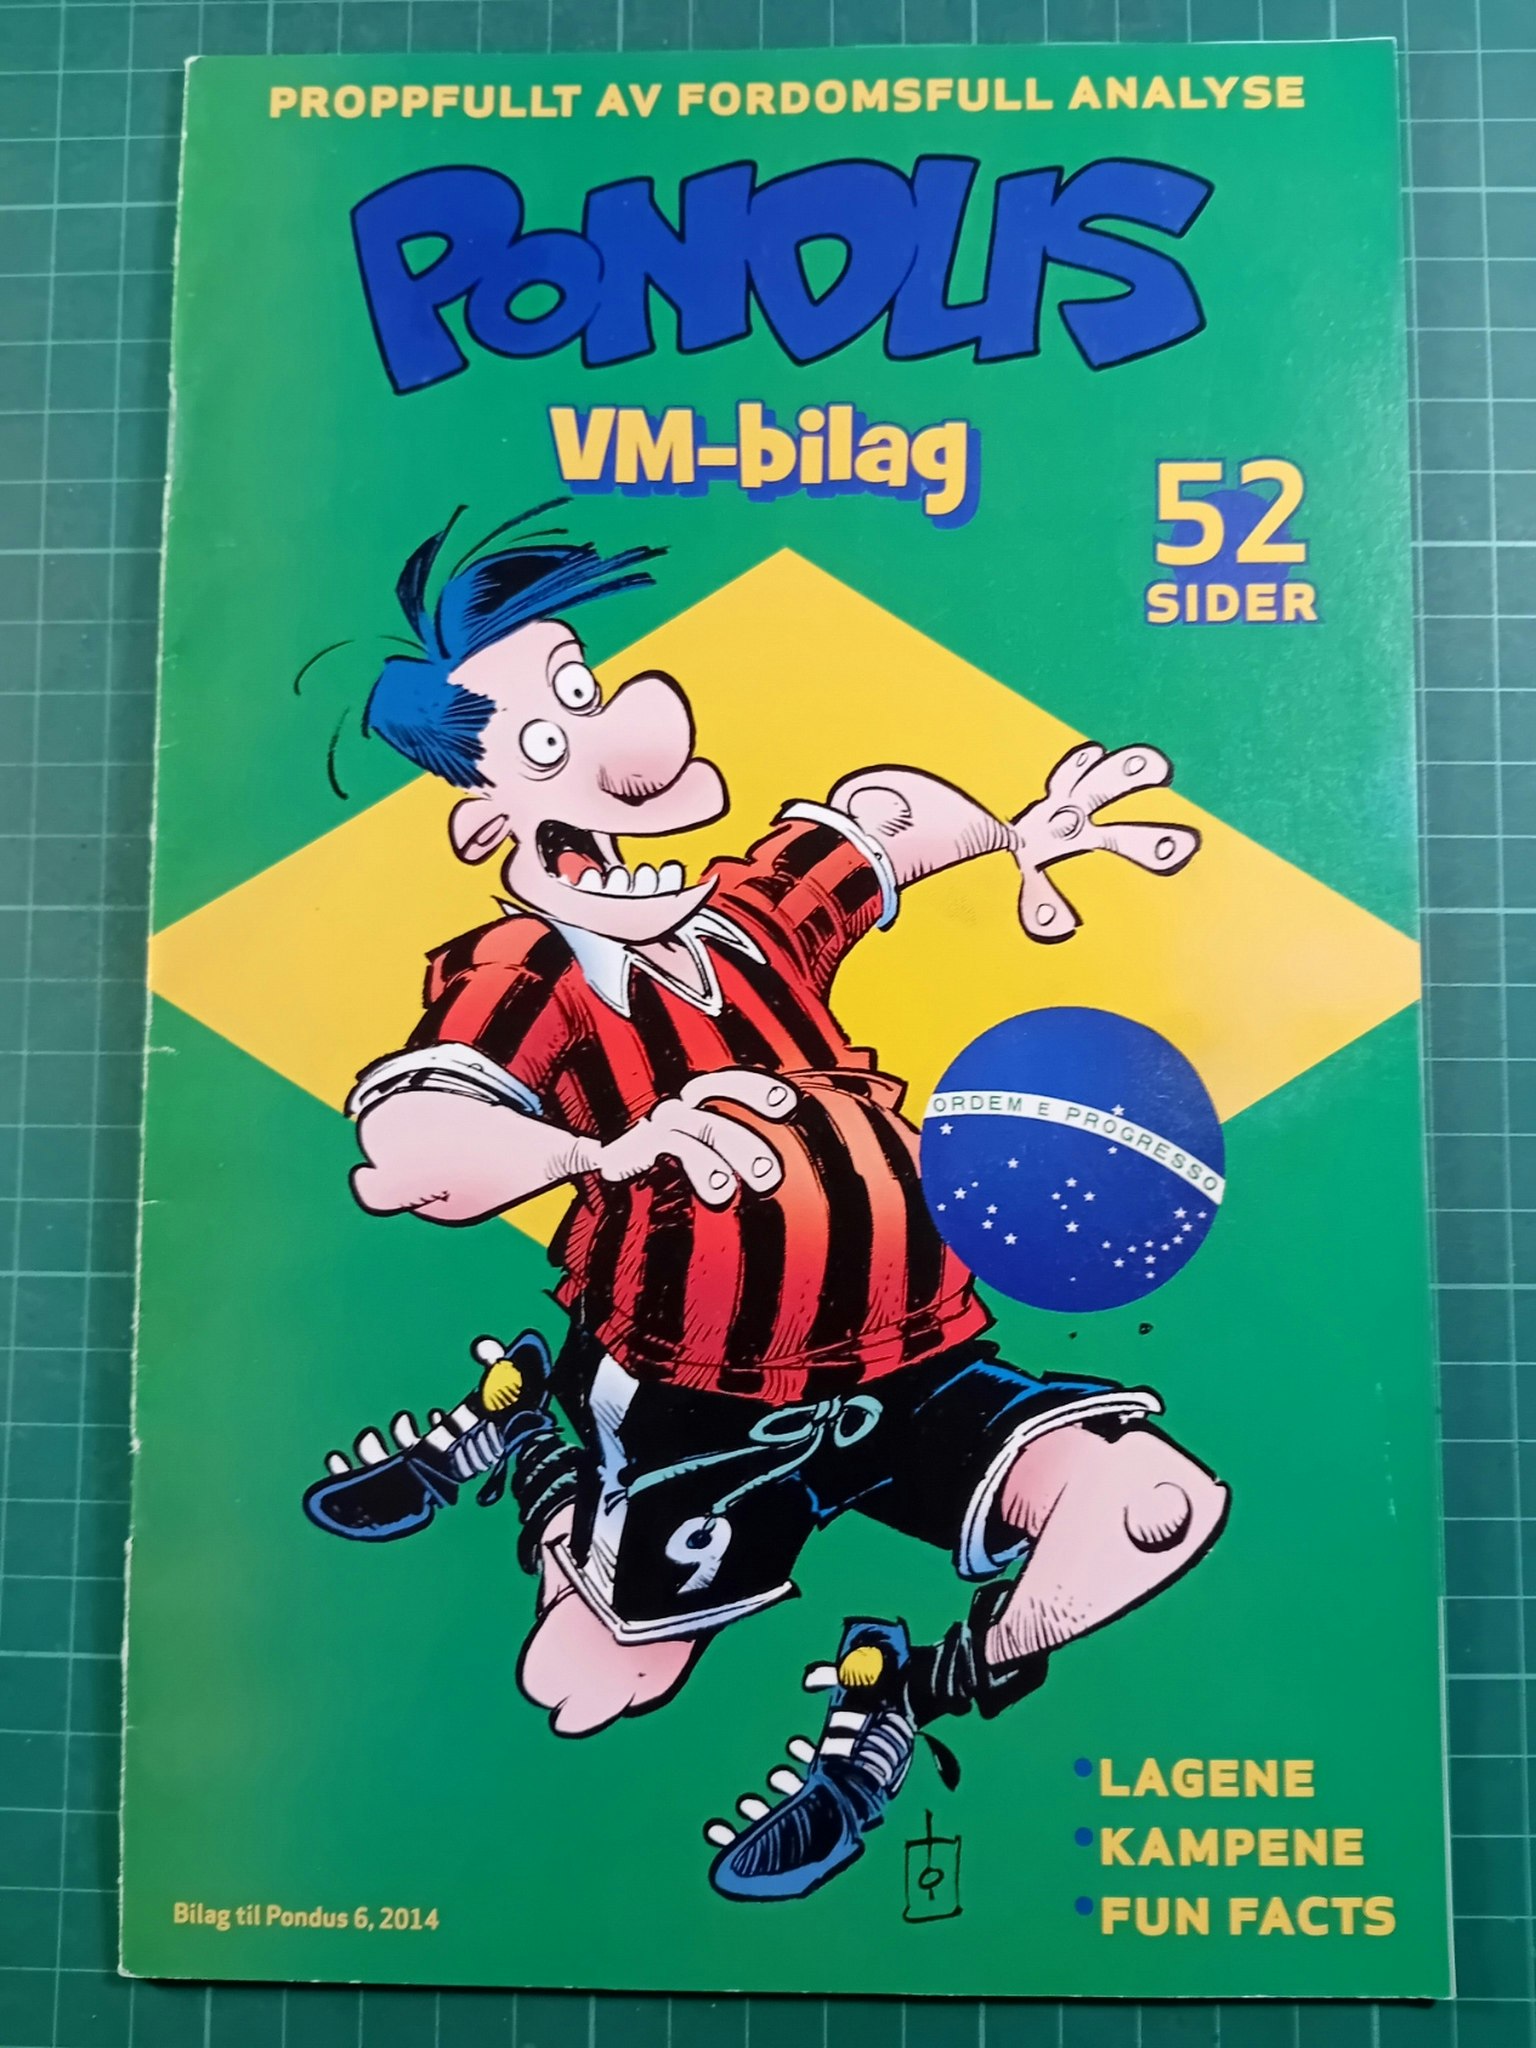 PROPPFULLT AV FORDOMSFULL ANALYSE
PONDUS
VM-bilag
52
SIDER
ORDEM E PROGRESSO
9
• LAGENE
• KAMPENE
• FUN FACTS
Bilag til Pondus 6, 2014